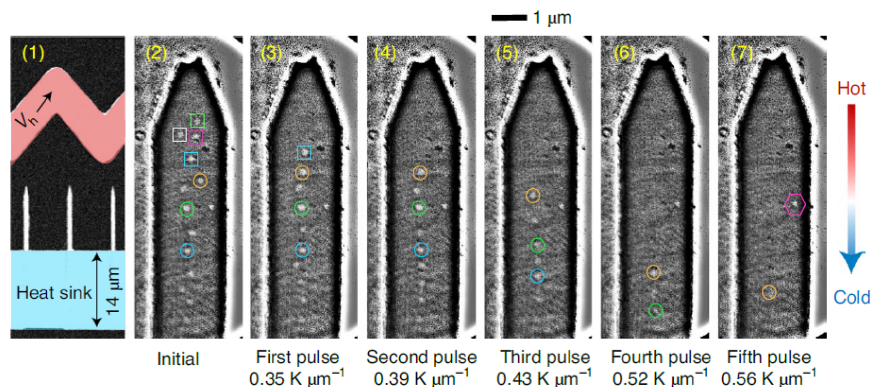 1 μm
(1)
(2)
(3)
(4)
(5)
(6)
(7)
V_h
Heat sink
14 μm
Hot
Cold
Initial
First pulse
0.35 K μm⁻¹
Second pulse
0.39 K μm⁻¹
Third pulse
0.43 K μm⁻¹
Fourth pulse
0.52 K μm⁻¹
Fifth pulse
0.56 K μm⁻¹